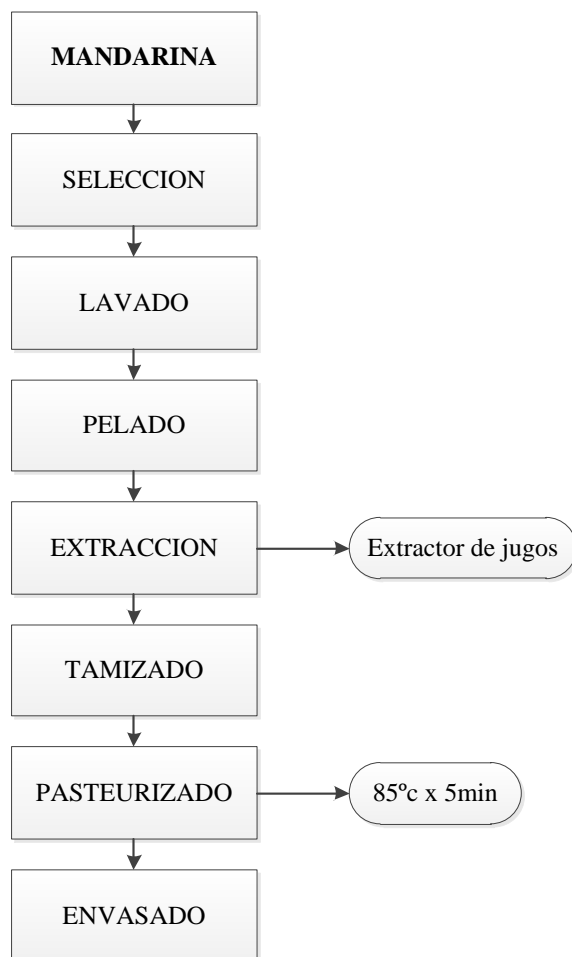 MANDARINA
SELECCION
LAVADO
PELADO
EXTRACCION
Extractor de jugos
TAMIZADO
PASTEURIZADO
85ºc x 5min
ENVASADO